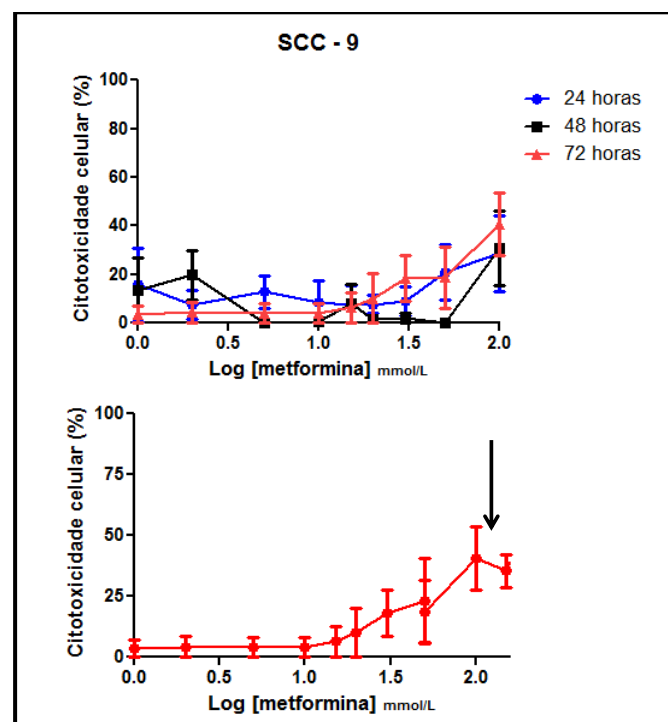 SCC - 9
Citotoxicidade celular (%)
100
80
60
40
20
0
0.0 0.5 1.0 1.5 2.0
Log [metformina] mmol/L
24 horas
48 horas
72 horas
Citotoxicidade celular (%)
100
75
50
25
0
0.0 0.5 1.0 1.5 2.0
Log [metformina] mmol/L